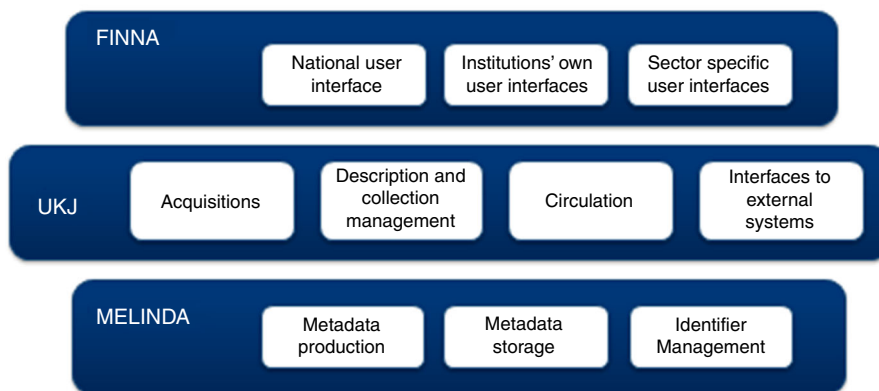 FINNA
National user
interface
Institutions’ own
user interfaces
Sector specific
user interfaces
UKJ
Acquisitions
Description and
collection
management
Circulation
Interfaces to
external
systems
MELINDA
Metadata
production
Metadata
storage
Identifier
Management